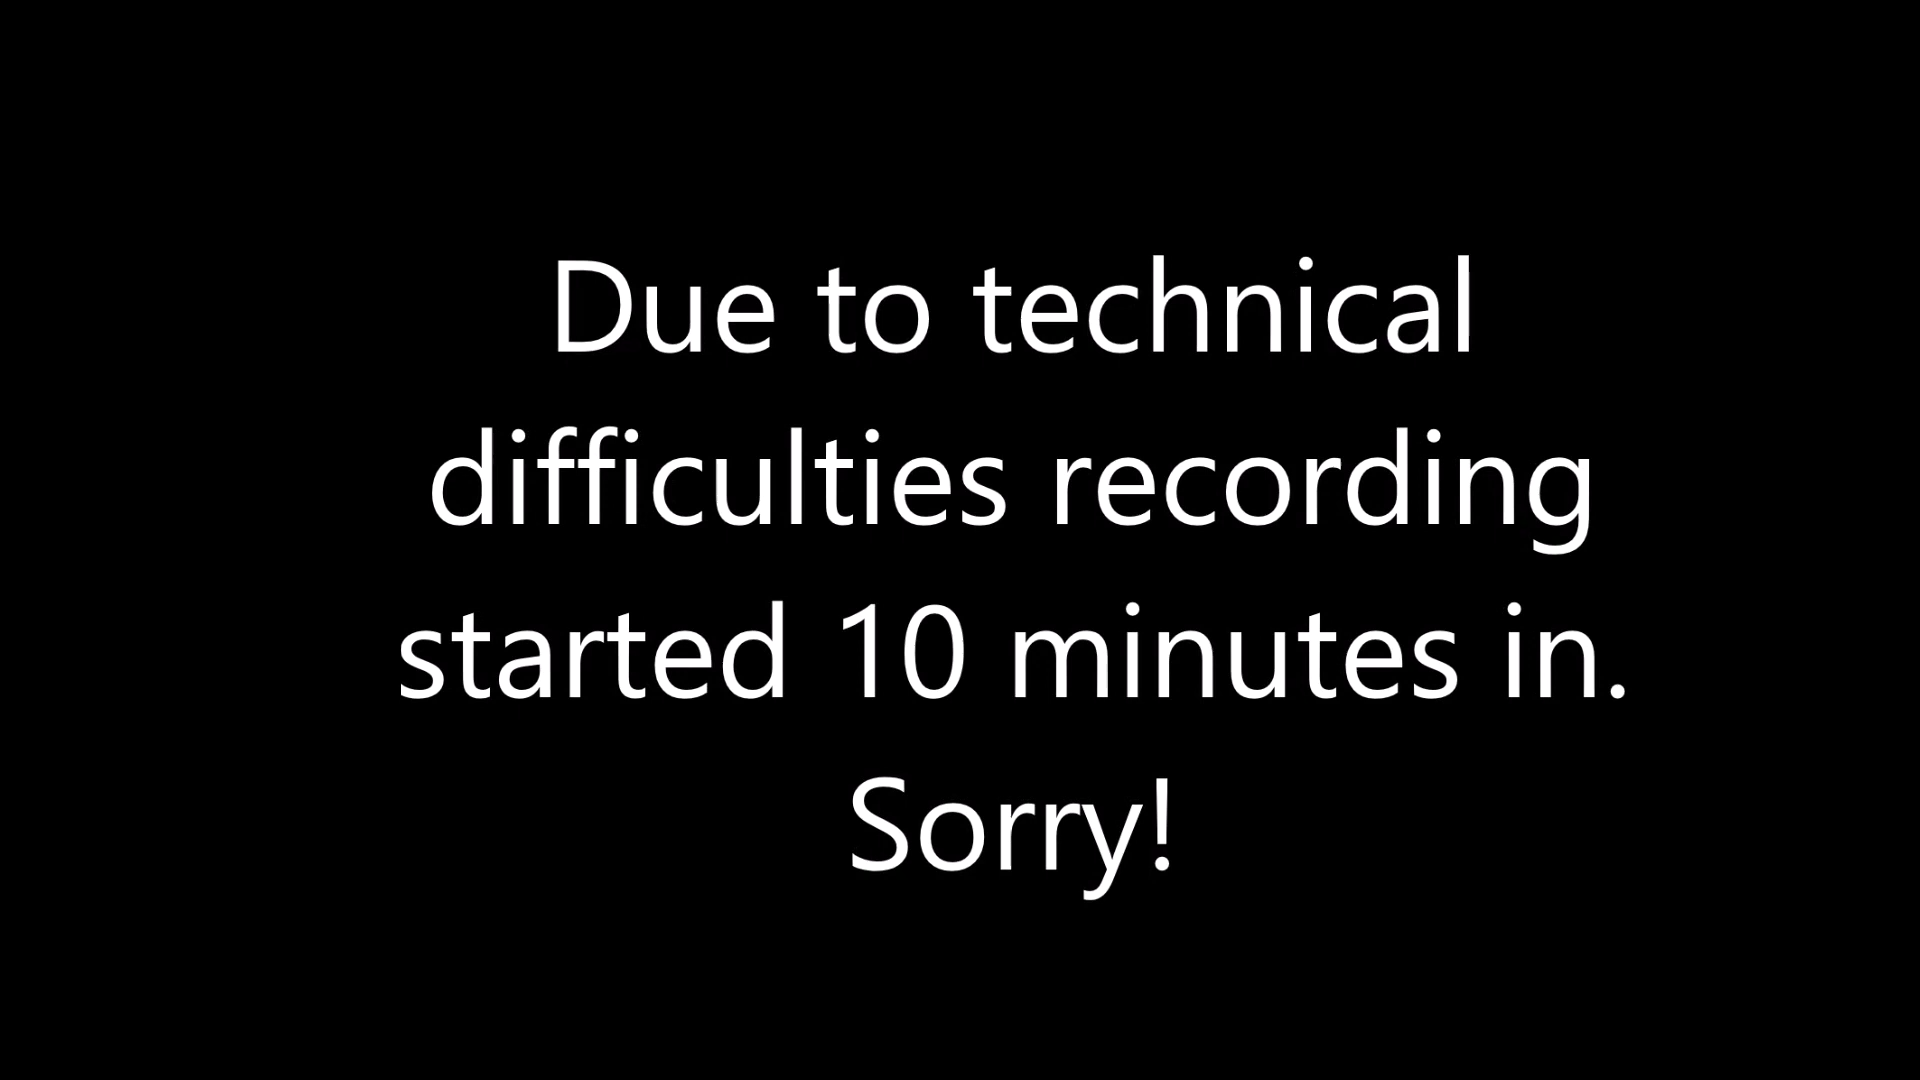 Due to technical
difficulties recording
started 10 minutes in.
Sorry!